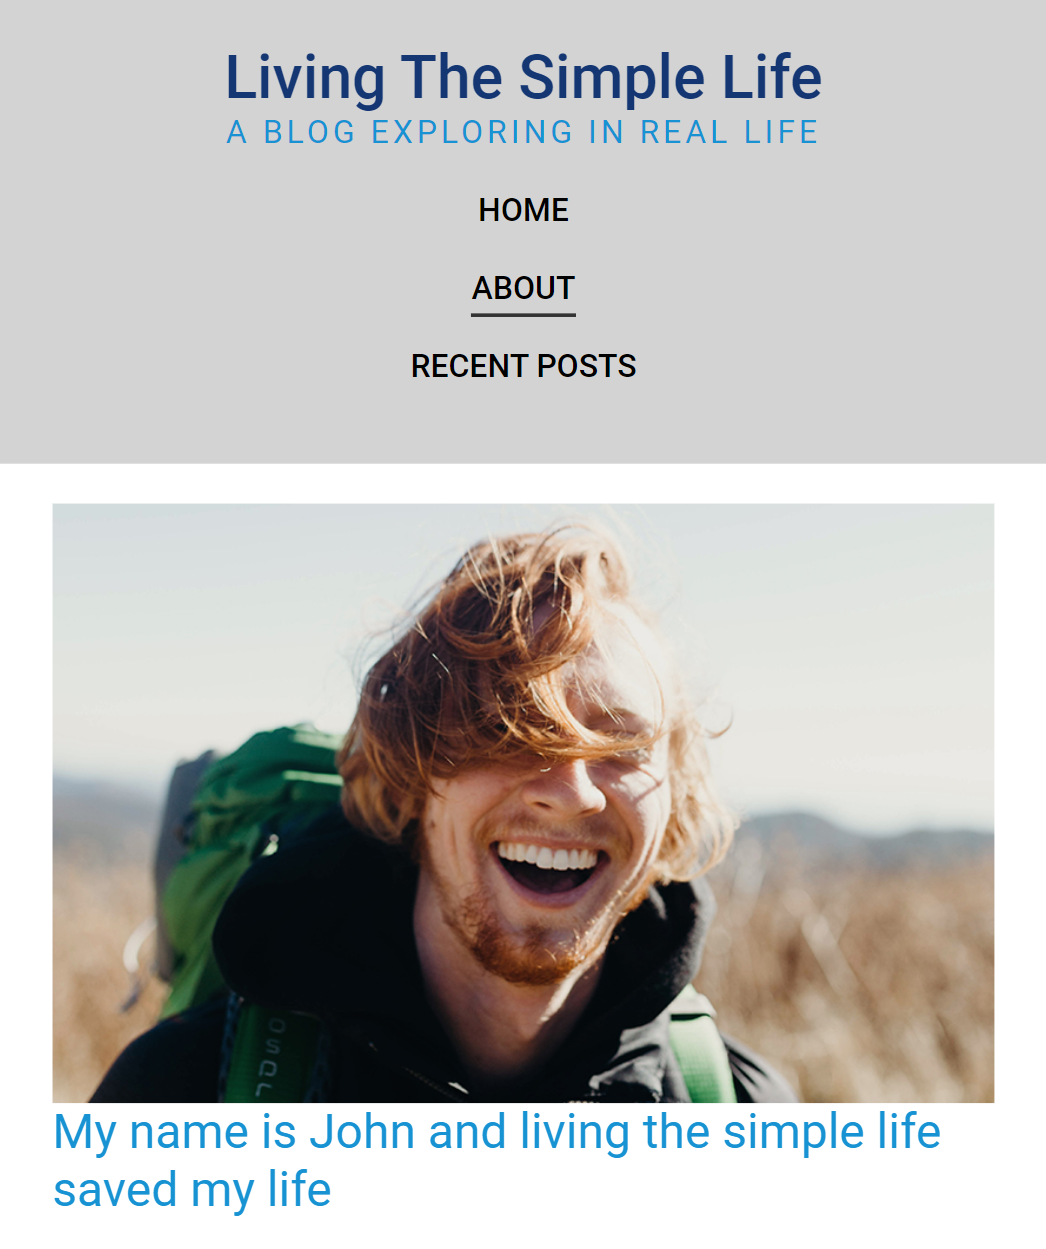 Living The Simple Life
A BLOG EXPLORING IN REAL LIFE
HOME
ABOUT
RECENT POSTS
My name is John and living the simple life
saved my life